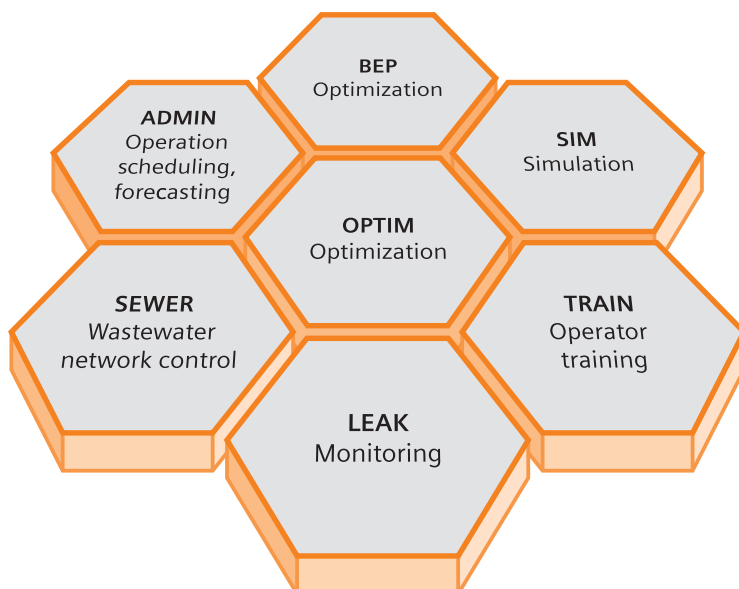 BEP
Optimization
ADMIN
Operation
scheduling,
forecasting
SIM
Simulation
OPTIM
Optimization
SEWER
Wastewater
network control
TRAIN
Operator
training
LEAK
Monitoring